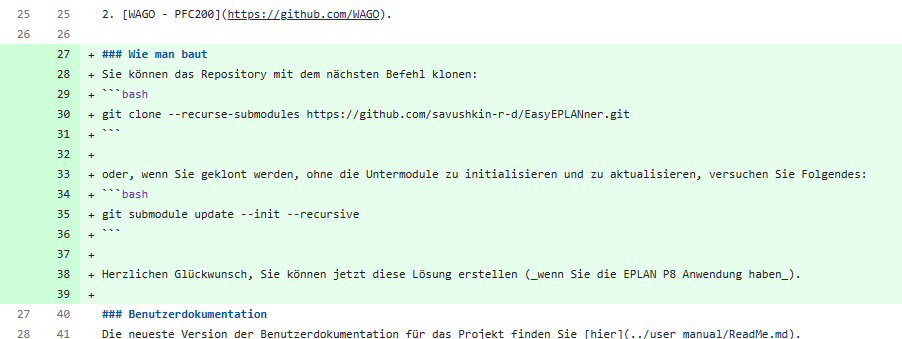 25 25 2. [WAGO - PFC200](https://github.com/WAGO).
26 26
27 + ### Wie man baut
28 + Sie können das Repository mit dem nächsten Befehl klonen:
29 + ```bash
30 + git clone --recurse-submodules https://github.com/savushkin-r-d/EasyEPLANner.git
31 + ```
32 +
33 + oder, wenn Sie geklont werden, ohne die Untermodule zu initialisieren und zu aktualisieren, versuchen Sie Folgendes:
34 + ```bash
35 + git submodule update --init --recursive
36 + ```
37 +
38 + Herzlichen Glückwunsch, Sie können jetzt diese Lösung erstellen (_wenn Sie die EPLAN P8 Anwendung haben_).
39 +
27 40 ### Benutzerdokumentation
28 41 Die neueste Version der Benutzerdokumentation für das Projekt finden Sie [hier](../user_manual/ReadMe.md).